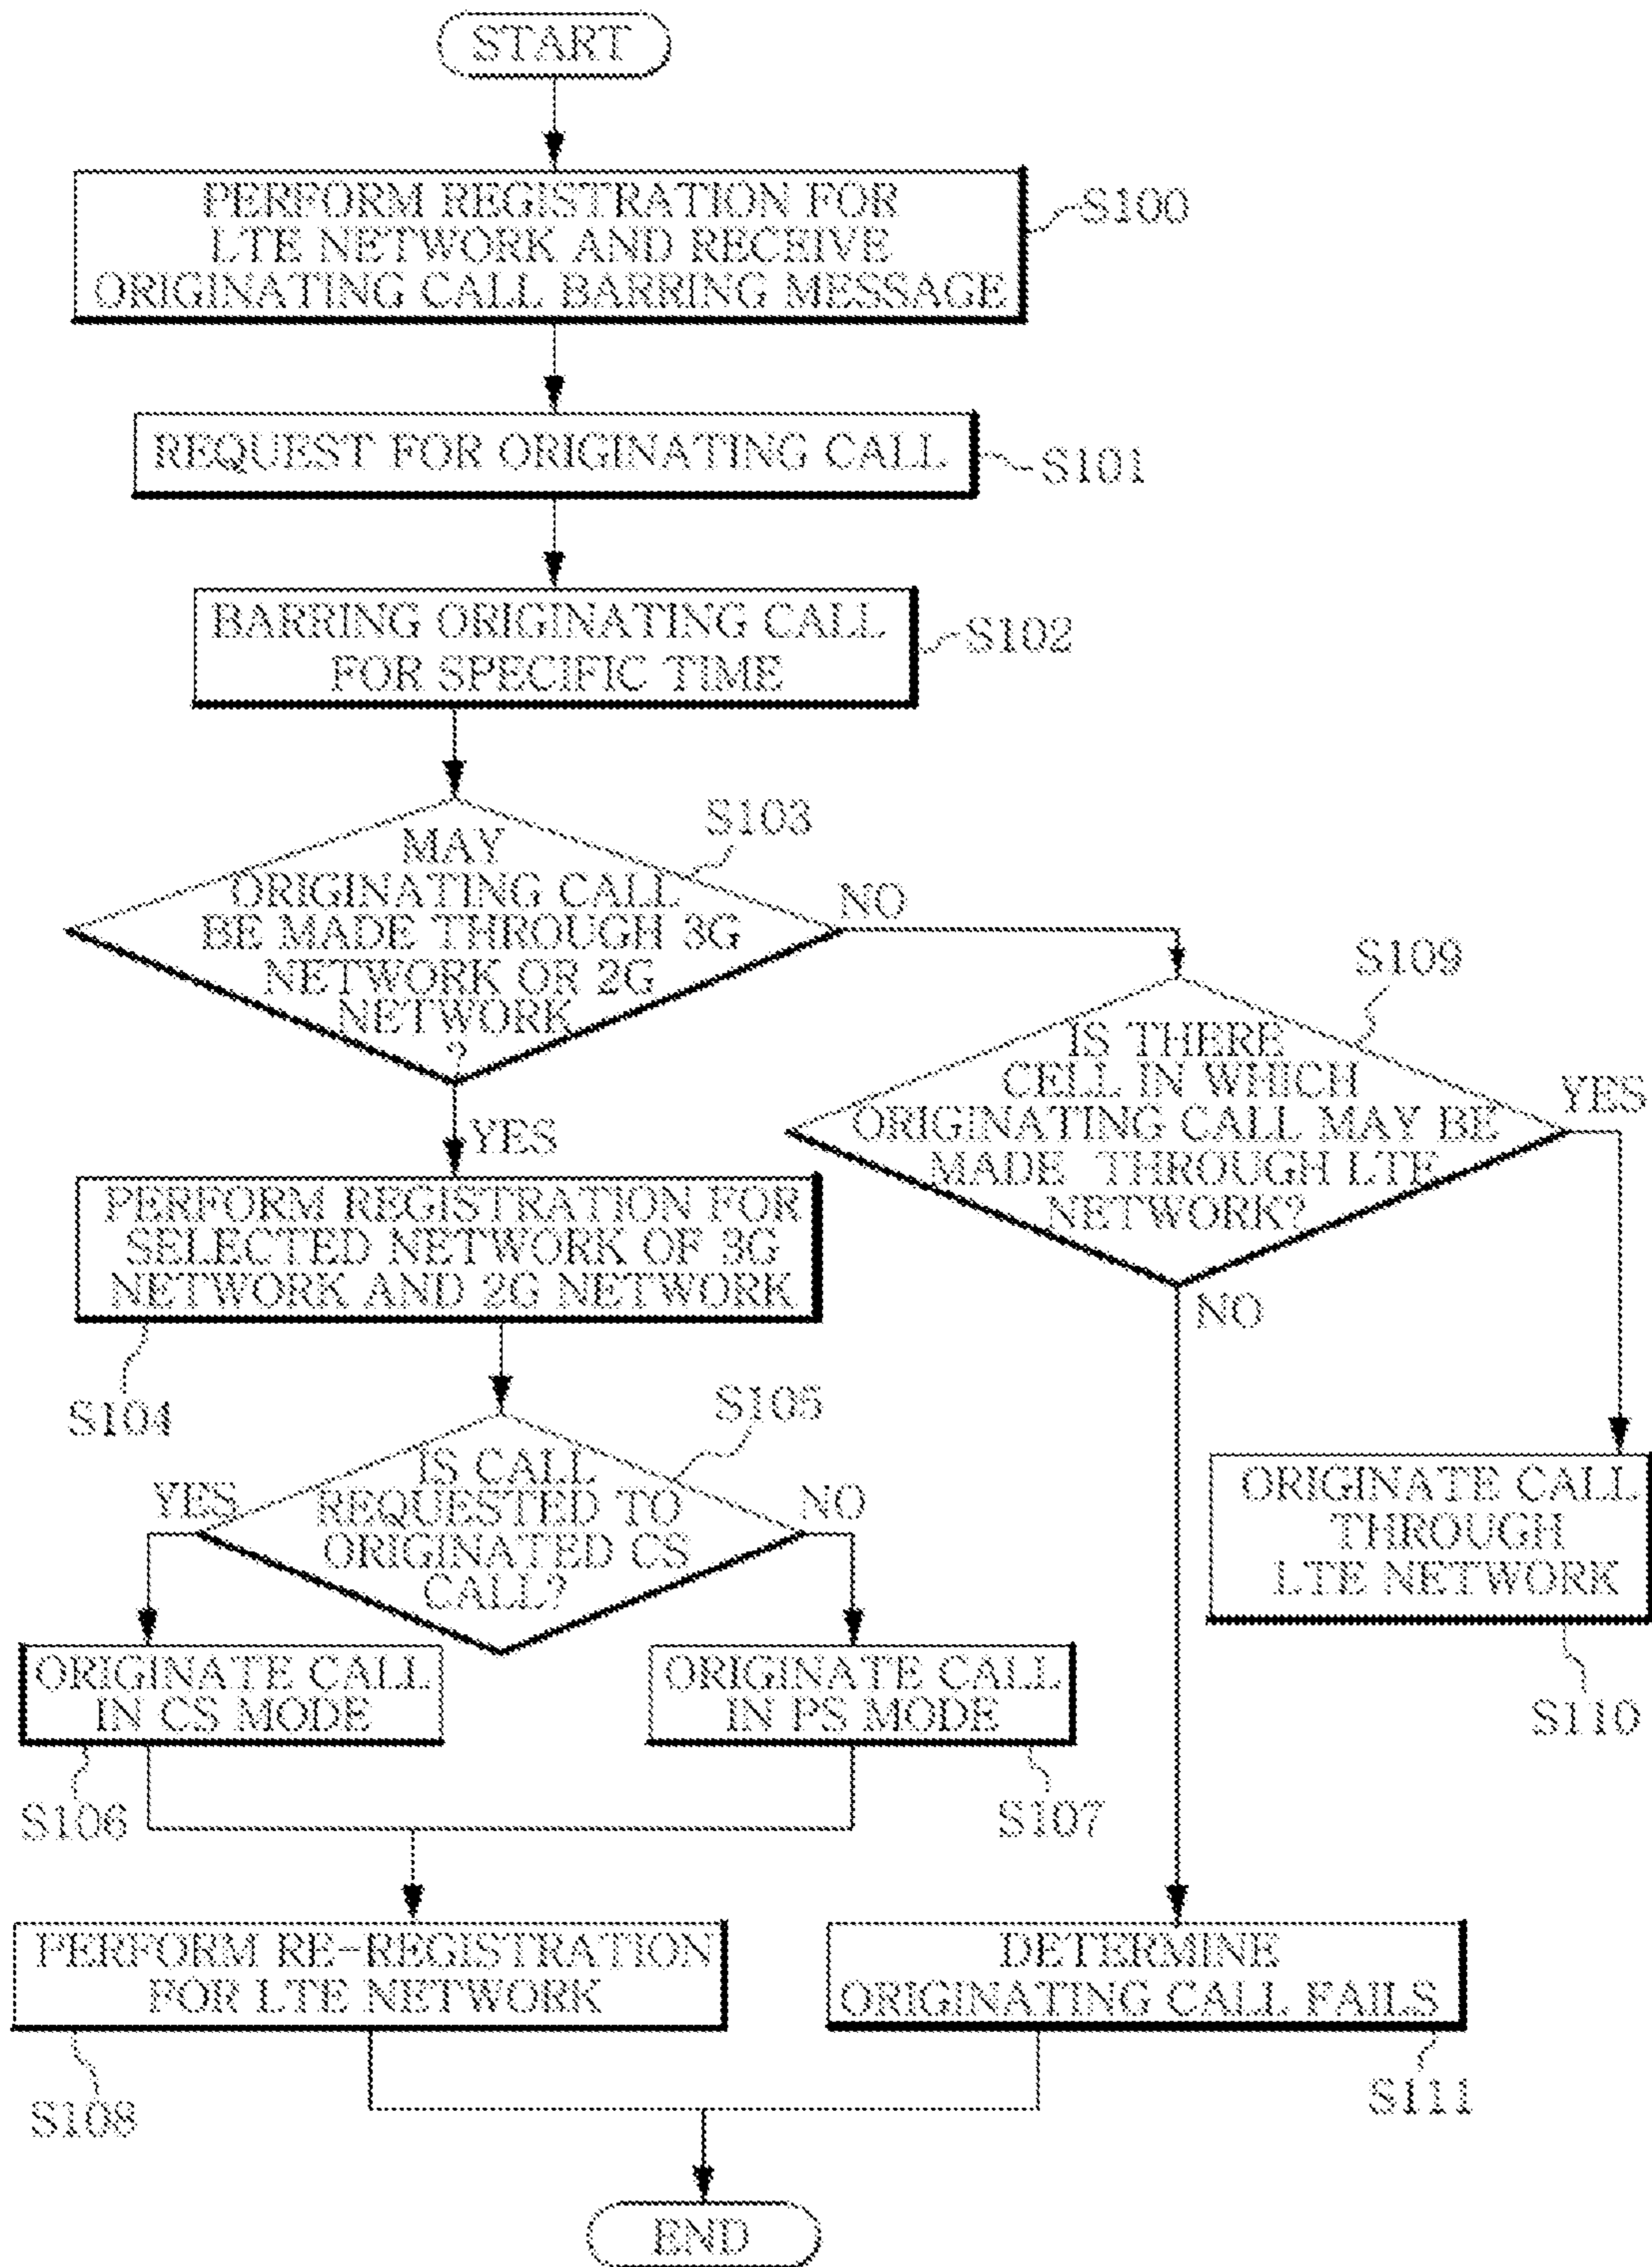 START
PERFORM REGISTRATION FOR
LTE NETWORK AND RECEIVE
ORIGINATING CALL BARRING MESSAGE
S100
REQUEST FOR ORIGINATING CALL
S101
BARRING ORIGINATING CALL
FOR SPECIFIC TIME
S102
S103
MAY
ORIGINATING CALL
BE MADE THROUGH 3G
NETWORK OR 2G
NETWORK
?
NO
YES
S109
IS THERE
CELL IN WHICH
ORIGINATING CALL MAY BE
MADE THROUGH LTE
NETWORK?
YES
NO
PERFORM REGISTRATION FOR
SELECTED NETWORK OF 3G
NETWORK AND 2G NETWORK
S104
S105
IS CALL
REQUESTED TO
ORIGINATED CS
CALL?
YES
NO
ORIGINATE CALL
THROUGH
LTE NETWORK
S110
ORIGINATE CALL
IN CS MODE
S106
ORIGINATE CALL
IN PS MODE
S107
PERFORM RE-REGISTRATION
FOR LTE NETWORK
S108
DETERMINE
ORIGINATING CALL FAILS
S111
END